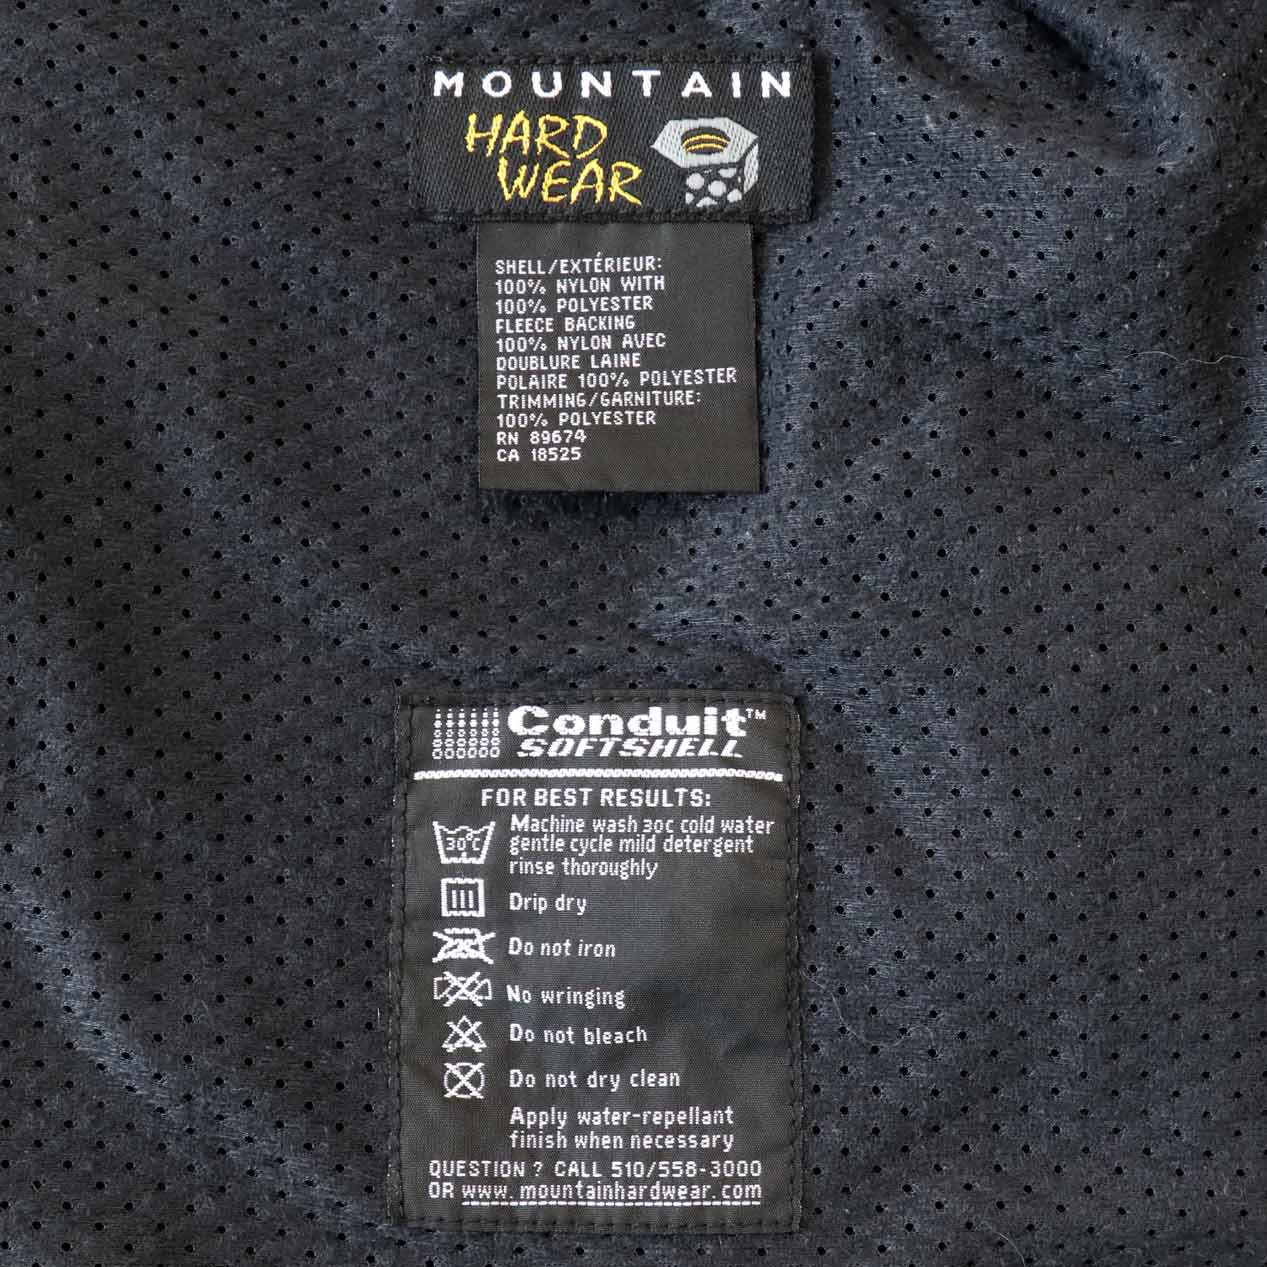 MOUNTAIN
HARD
WEAR
SHELL/EXTÉRIEUR:
100% NYLON WITH
100% POLYESTER
FLEECE BACKING
100% NYLON AVEC
DOUBLURE LAINE
POLAIRE 100% POLYESTER
TRIMMING/GARNITURE:
100% POLYESTER
RN 89674
CA 18525
Conduit™
SOFTSHELL
FOR BEST RESULTS:
30°C
Machine wash 30C cold water
gentle cycle mild detergent
rinse thoroughly
Drip dry
Do not iron
No wringing
Do not bleach
Do not dry clean
Apply water-repellant
finish when necessary
QUESTION ? CALL 510/558-3000
OR www.mountainhardwear.com